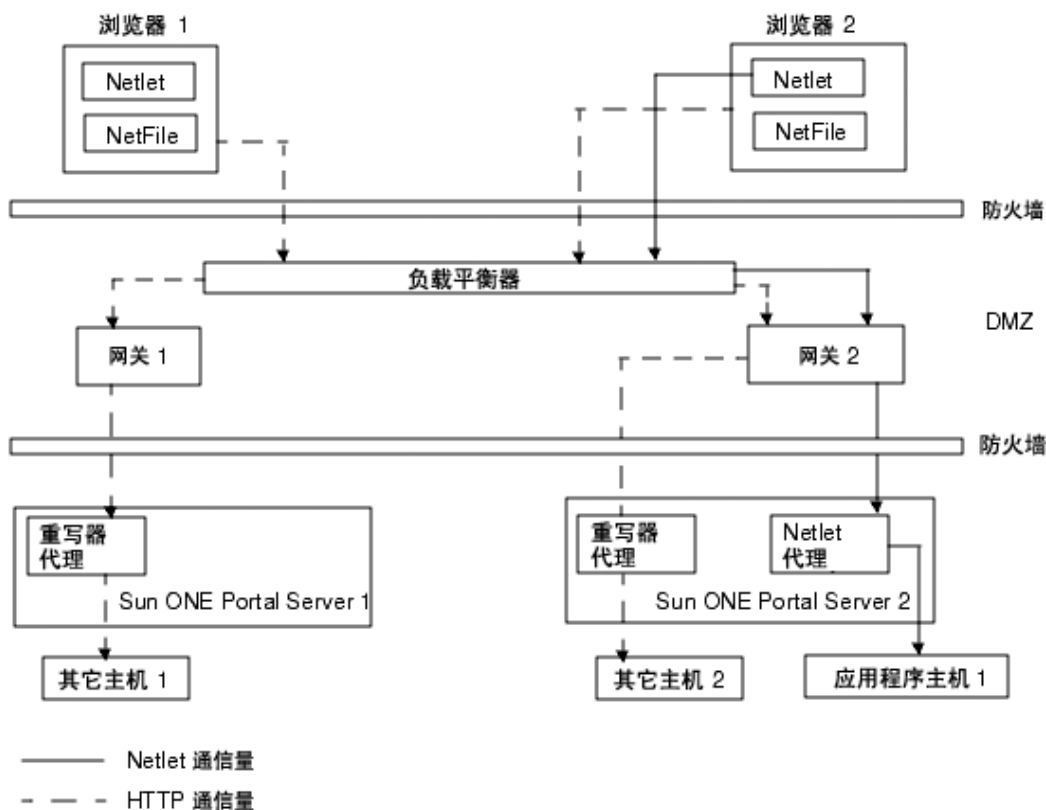 浏览器 1
浏览器 2
Netlet
NetFile
Netlet
NetFile
防火墙
负载平衡器
DMZ
网关 1
网关 2
防火墙
重写器
代理
Sun ONE Portal Server 1
重写器
代理
Netlet
代理
Sun ONE Portal Server 2
其它主机 1
其它主机 2
应用程序主机 1
Netlet 通信量
HTTP 通信量